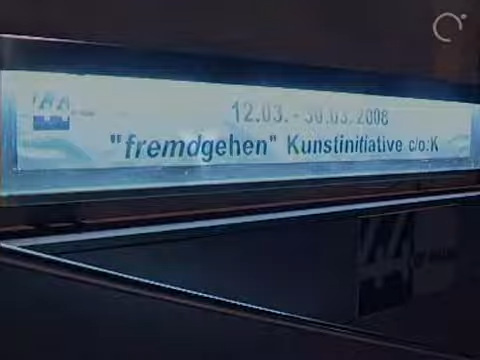 12.03. - 30.03.2008
"fremdgehen" Kunstinitiative c/o:K